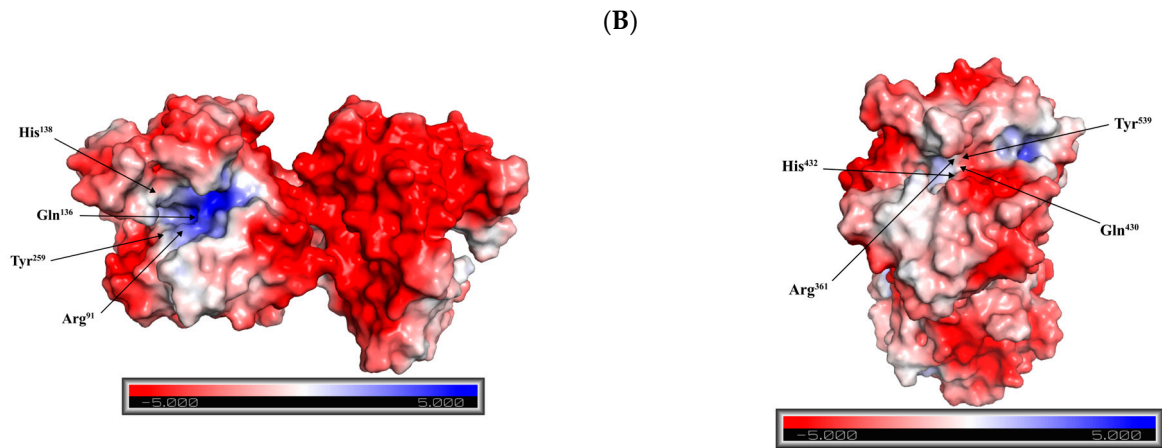 (B)
His138
Gln136
Tyr259
Arg91
-5.000 5.000
Tyr539
His432
Gln430
Arg361
-5.000 5.000